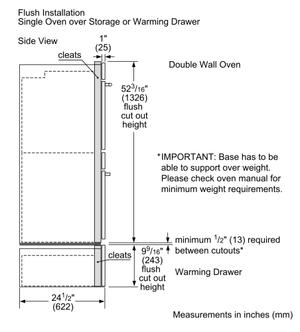 Flush Installation
Single Oven over Storage or Warming Drawer
Side View
1"
(25)
cleats
Double Wall Oven
52 3/16"
(1326)
flush
cut out
height
*IMPORTANT: Base has to be
able to support over weight.
Please check oven manual for
minimum weight requirements.
minimum 1/2" (13) required
between cutouts*
cleats
9 9/16"
(243)
flush
cut out
height
Warming Drawer
24 1/2"
(622)
Measurements in inches (mm)